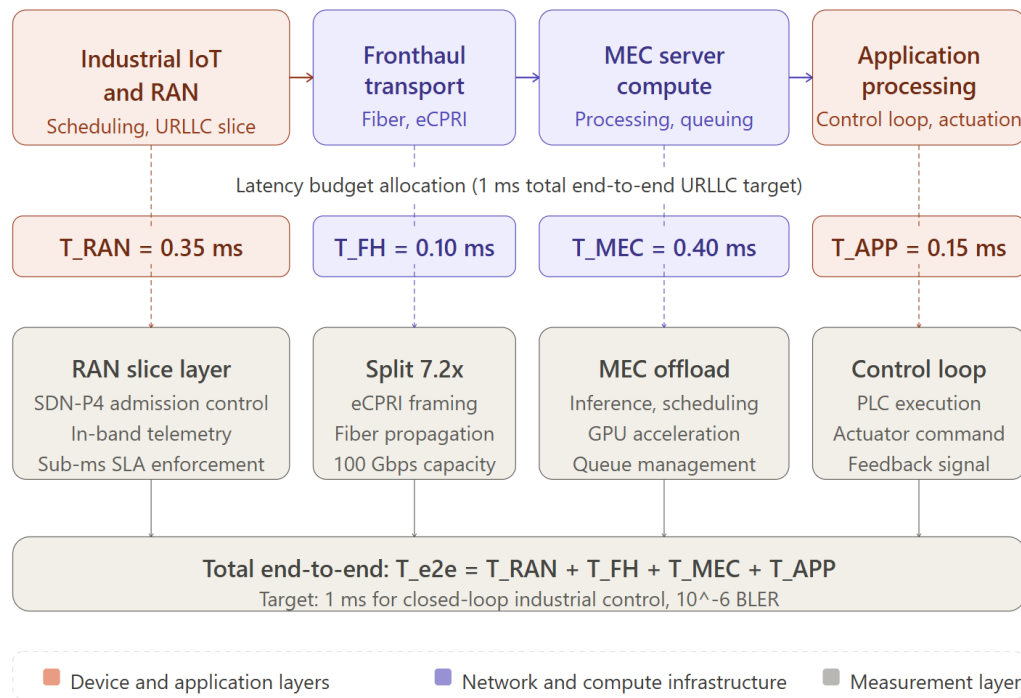 Industrial IoT
and RAN
Scheduling, URLLC slice
Fronthaul
transport
Fiber, eCPRI
MEC server
compute
Processing, queuing
Application
processing
Control loop, actuation
Latency budget allocation (1 ms total end-to-end URLLC target)
T_RAN = 0.35 ms
T_FH = 0.10 ms
T_MEC = 0.40 ms
T_APP = 0.15 ms
RAN slice layer
SDN-P4 admission control
In-band telemetry
Sub-ms SLA enforcement
Split 7.2x
eCPRI framing
Fiber propagation
100 Gbps capacity
MEC offload
Inference, scheduling
GPU acceleration
Queue management
Control loop
PLC execution
Actuator command
Feedback signal
Total end-to-end: T_e2e = T_RAN + T_FH + T_MEC + T_APP
Target: 1 ms for closed-loop industrial control, 10^-6 BLER
Device and application layers
Network and compute infrastructure
Measurement layer